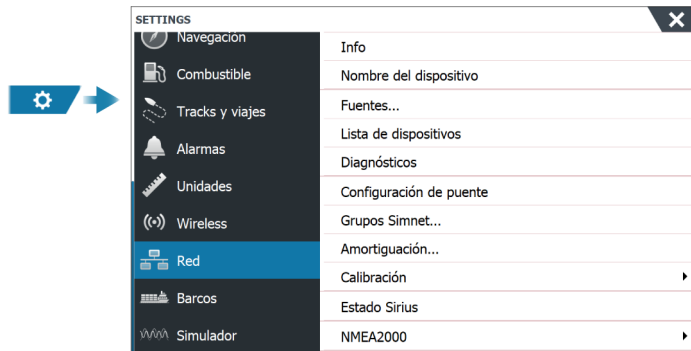 SETTINGS
Navegación
Combustible
Tracks y viajes
Alarmas
Unidades
Wireless
Red
Barcos
Simulador
Info
Nombre del dispositivo
Fuentes...
Lista de dispositivos
Diagnósticos
Configuración de puente
Grupos Simnet...
Amortiguación...
Calibración
Estado Sirius
NMEA2000